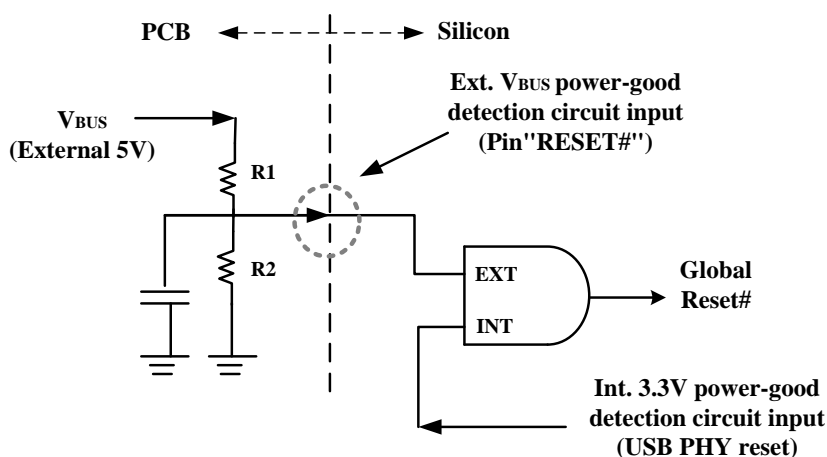 PCB
Silicon
Ext. VBUS power-good
detection circuit input
(Pin"RESET#")
VBUS
(External 5V)
R1
R2
EXT
INT
Global
Reset#
Int. 3.3V power-good
detection circuit input
(USB PHY reset)